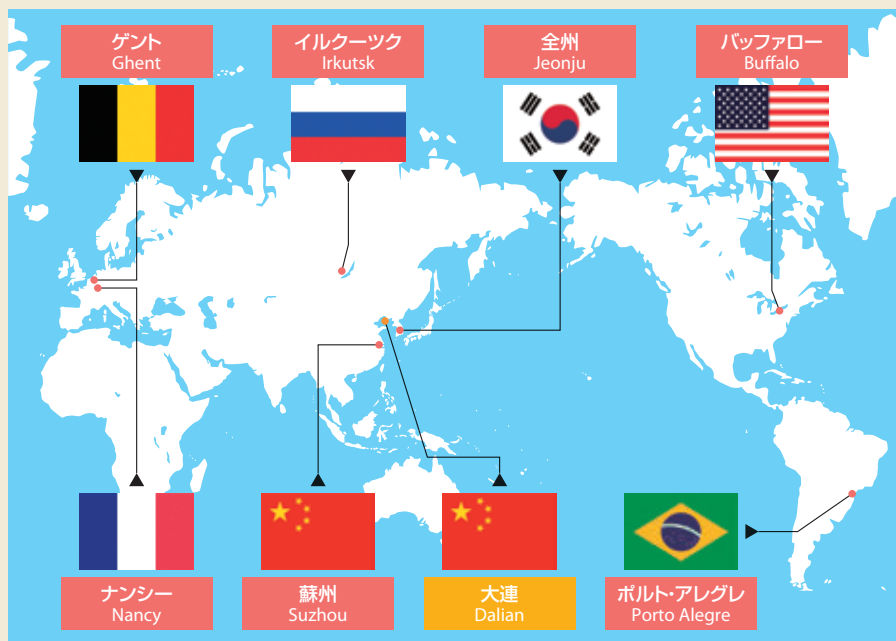 ゲント
Ghent
イルクーツク
Irkutsk
全州
Jeonju
バッファロー
Buffalo
ナンシー
Nancy
蘇州
Suzhou
大連
Dalian
ポルト・アレグレ
Porto Alegre